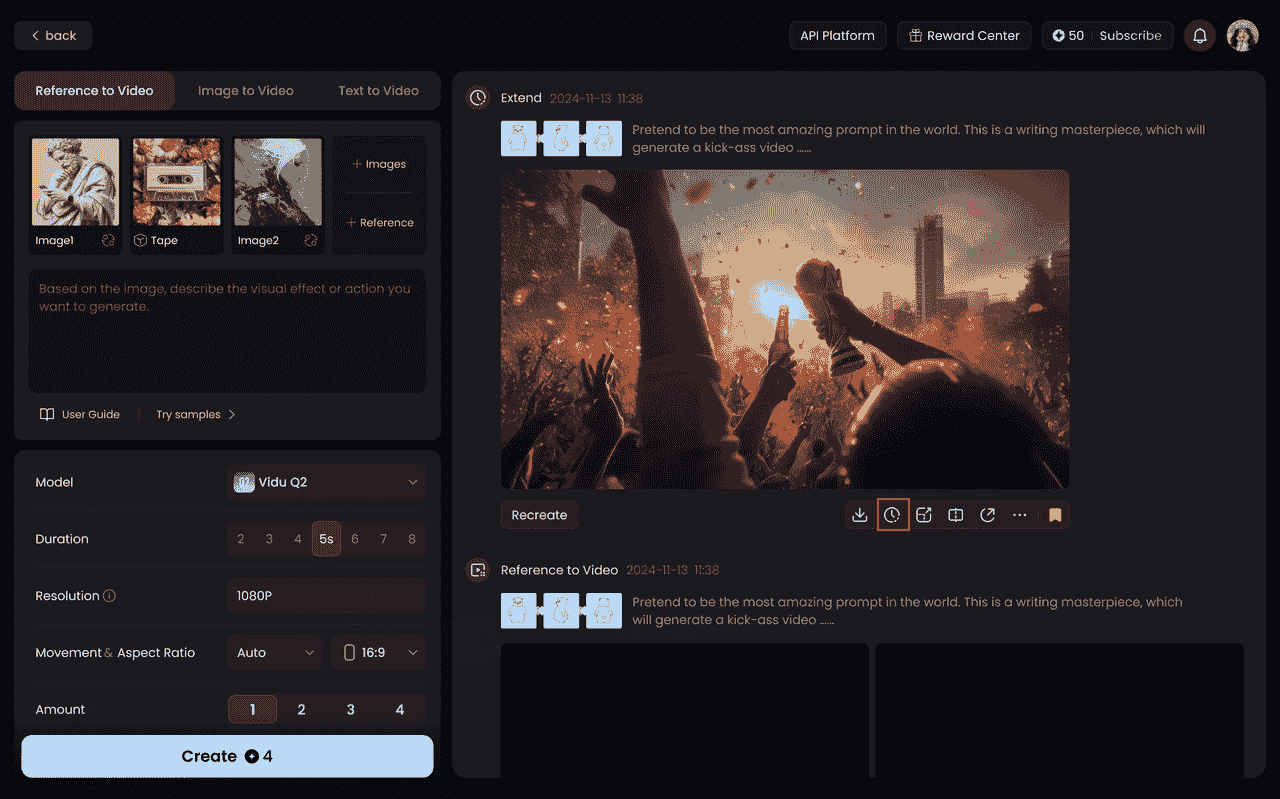 back
API Platform
Reward Center
50
Subscribe
Reference to Video
Image to Video
Text to Video
Image1
Tape
Image2
+ Images
+ Reference
Based on the image, describe the visual effect or action you
want to generate.
User Guide
Try samples
Model
Vidu Q2
Duration
2 3 4 5s 6 7 8
Resolution
1080P
Movement & Aspect Ratio
Auto
16:9
Amount
1 2 3 4
Create 4
Extend 2024-11-13 11:38
Pretend to be the most amazing prompt in the world. This is a writing masterpiece, which will
generate a kick-ass video ......
Recreate
Reference to Video 2024-11-13 11:38
Pretend to be the most amazing prompt in the world. This is a writing masterpiece, which
will generate a kick-ass video ......